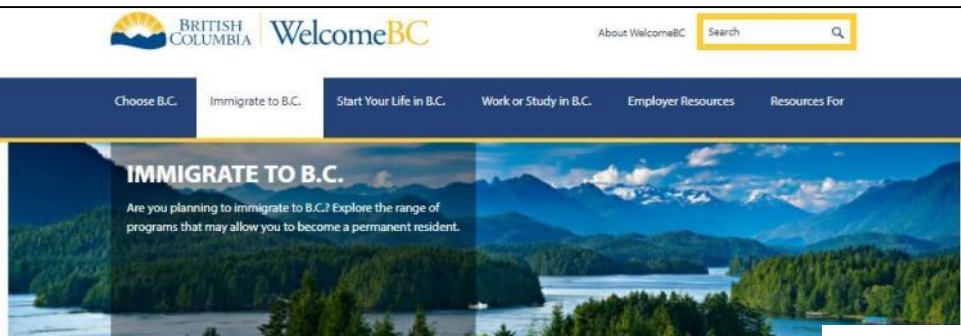 BRITISH
COLUMBIA
WelcomeBC
About WelcomeBC
Search
Choose B.C.
Immigrate to B.C.
Start Your Life in B.C.
Work or Study in B.C.
Employer Resources
Resources For
IMMIGRATE TO B.C.
Are you planning to immigrate to B.C.? Explore the range of
programs that may allow you to become a permanent resident.